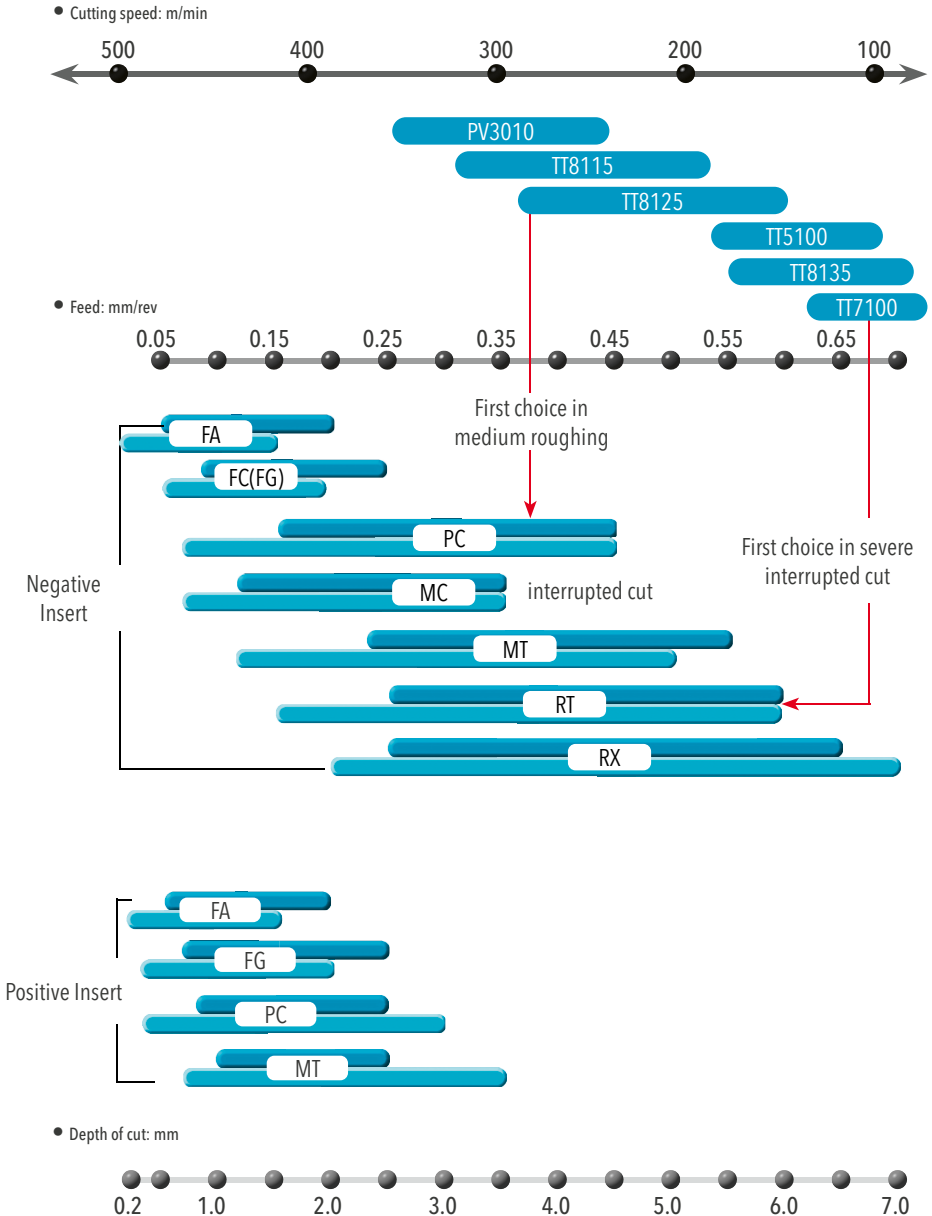 • Cutting speed: m/min
500 400 300 200 100
PV3010
TT8115
TT8125
TT5100
TT8135
TT7100
• Feed: mm/rev
0.05 0.15 0.25 0.35 0.45 0.55 0.65
First choice in
medium roughing
FA
FC(FG)
PC
First choice in severe
interrupted cut
Negative
Insert
MC
interrupted cut
MT
RT
RX
FA
FG
Positive Insert
PC
MT
• Depth of cut: mm
0.2 1.0 2.0 3.0 4.0 5.0 6.0 7.0